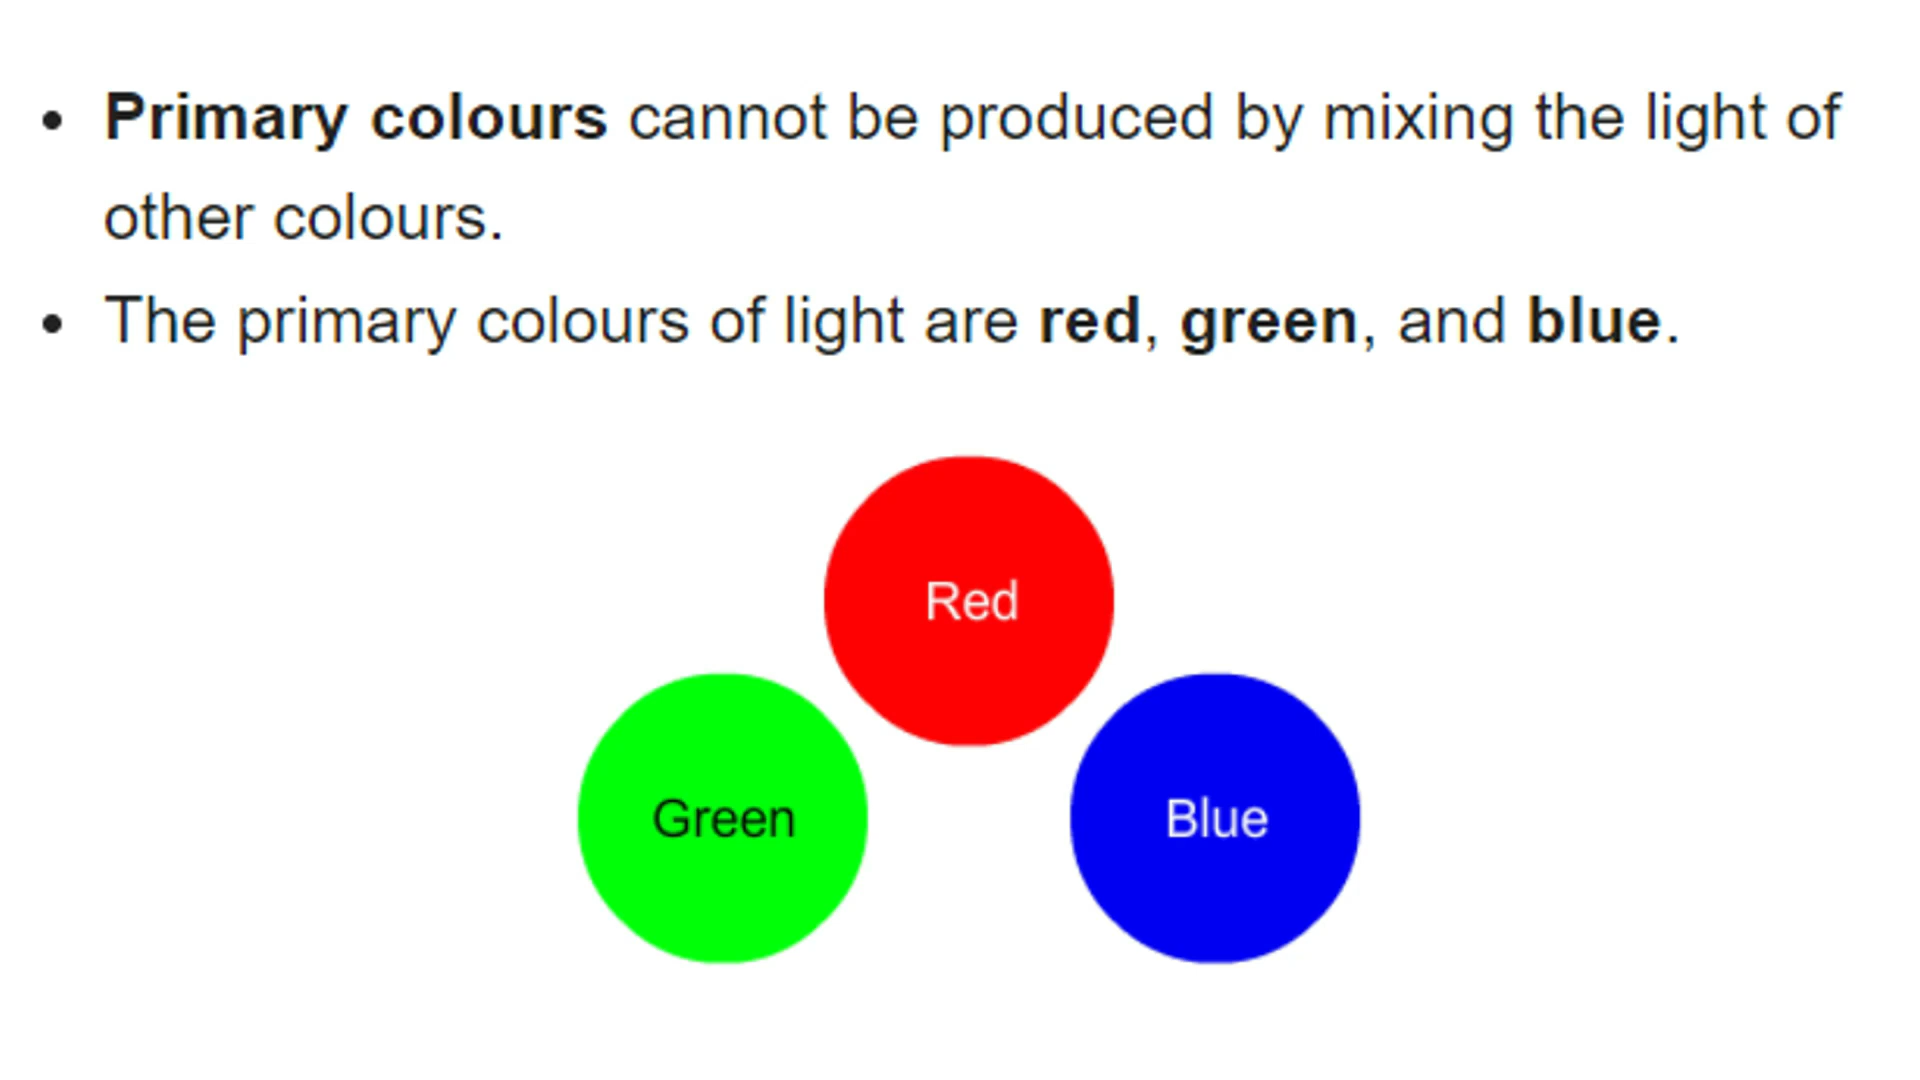 • Primary colours cannot be produced by mixing the light of
other colours.
• The primary colours of light are red, green, and blue.
Red
Green
Blue